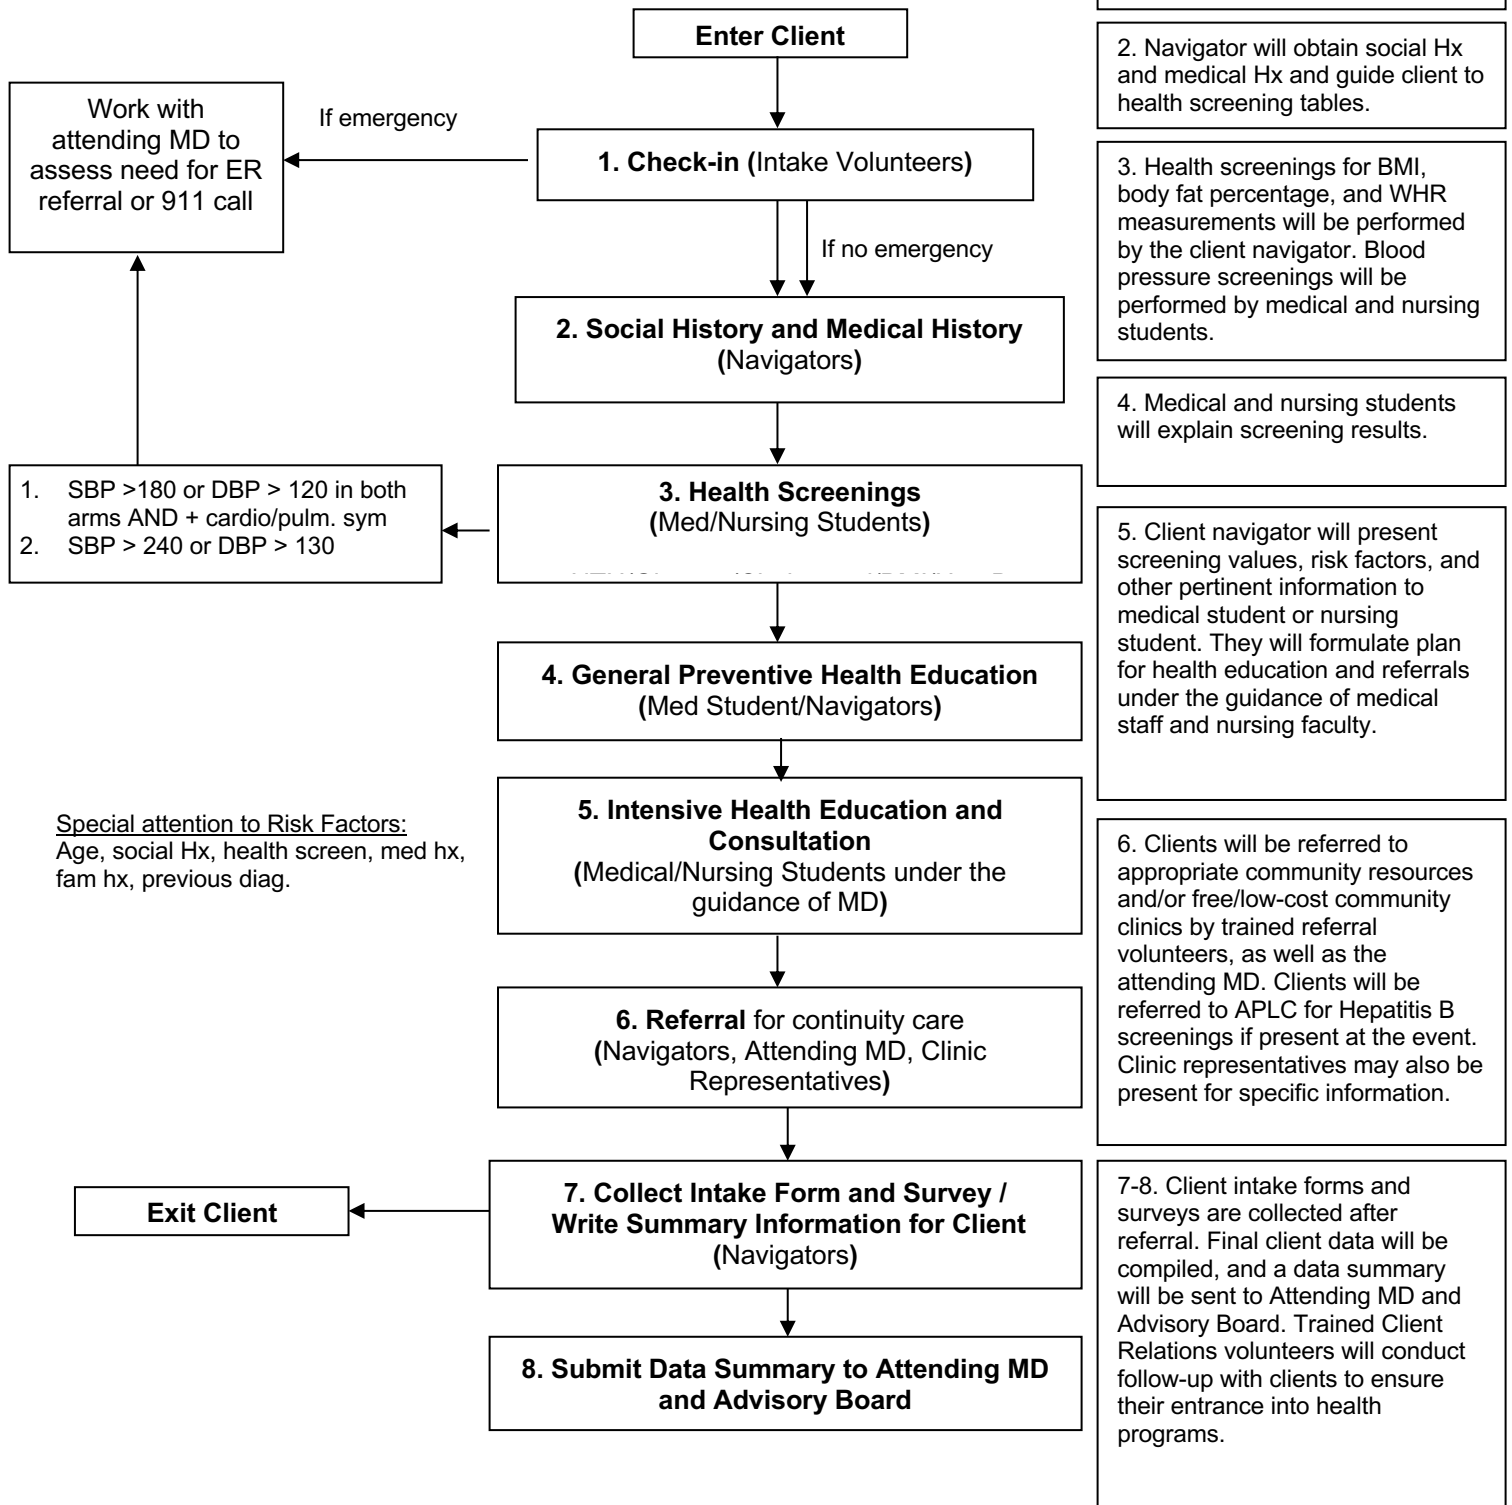 Enter Client
Work with
attending MD to
assess need for ER
referral or 911 call
If emergency
1. Check-in (Intake Volunteers)
If no emergency
2. Social History and Medical History
(Navigators)
1. SBP >180 or DBP > 120 in both
arms AND + cardio/pulm. sym
2. SBP > 240 or DBP > 130
3. Health Screenings
(Med/Nursing Students)
4. General Preventive Health Education
(Med Student/Navigators)
Special attention to Risk Factors:
Age, social Hx, health screen, med hx,
fam hx, previous diag.
5. Intensive Health Education and
Consultation
(Medical/Nursing Students under the
guidance of MD)
6. Referral for continuity care
(Navigators, Attending MD, Clinic
Representatives)
Exit Client
7. Collect Intake Form and Survey /
Write Summary Information for Client
(Navigators)
8. Submit Data Summary to Attending MD
and Advisory Board
2. Navigator will obtain social Hx
and medical Hx and guide client to
health screening tables.
3. Health screenings for BMI,
body fat percentage, and WHR
measurements will be performed
by the client navigator. Blood
pressure screenings will be
performed by medical and nursing
students.
4. Medical and nursing students
will explain screening results.
5. Client navigator will present
screening values, risk factors, and
other pertinent information to
medical student or nursing
student. They will formulate plan
for health education and referrals
under the guidance of medical
staff and nursing faculty.
6. Clients will be referred to
appropriate community resources
and/or free/low-cost community
clinics by trained referral
volunteers, as well as the
attending MD. Clients will be
referred to APLC for Hepatitis B
screenings if present at the event.
Clinic representatives may also be
present for specific information.
7-8. Client intake forms and
surveys are collected after
referral. Final client data will be
compiled, and a data summary
will be sent to Attending MD and
Advisory Board. Trained Client
Relations volunteers will conduct
follow-up with clients to ensure
their entrance into health
programs.